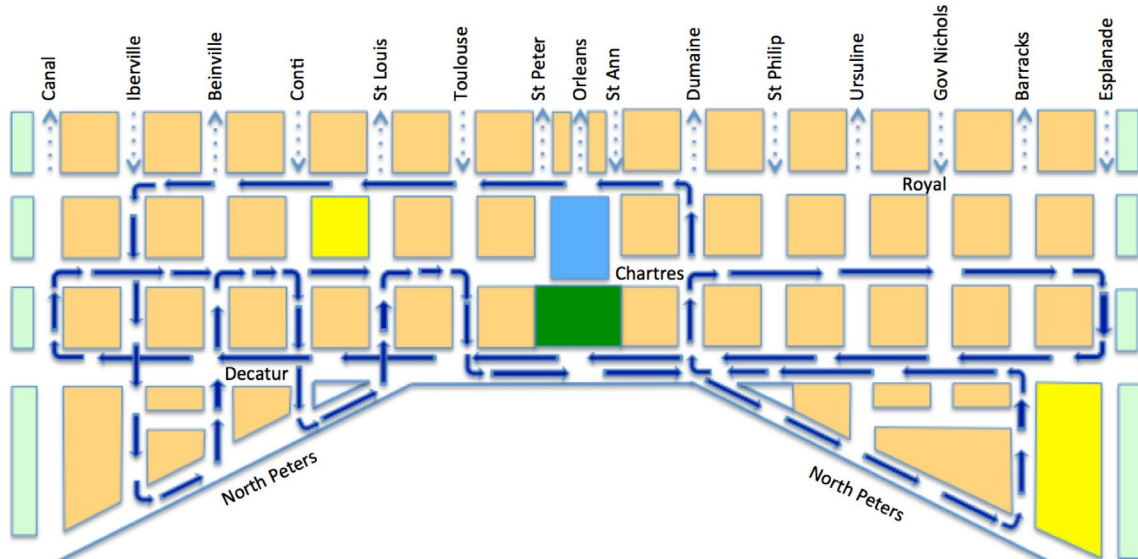 Canal
Iberville
Beinville
Conti
St Louis
Toulouse
St Peter
Orleans
St Ann
Dumaine
St Philip
Ursuline
Gov Nichols
Barracks
Esplanade
Royal
Chartres
Decatur
North Peters
North Peters